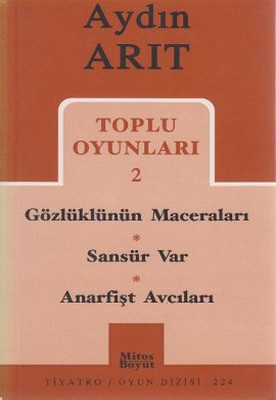 Aydın
ARIT
TOPLU
OYUNLARI
2
Gözlüklünün Maceraları
*
Sansür Var
*
Anarfişt Avcıları
Mitos
Boyut
TİYATRO / OYUN DİZİSİ 224